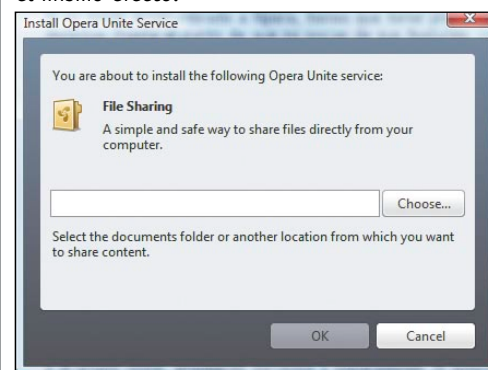 Install Opera Unite Service
You are about to install the following Opera Unite service:
File Sharing
A simple and safe way to share files directly from your
computer.
Choose...
Select the documents folder or another location from which you want
to share content.
OK
Cancel